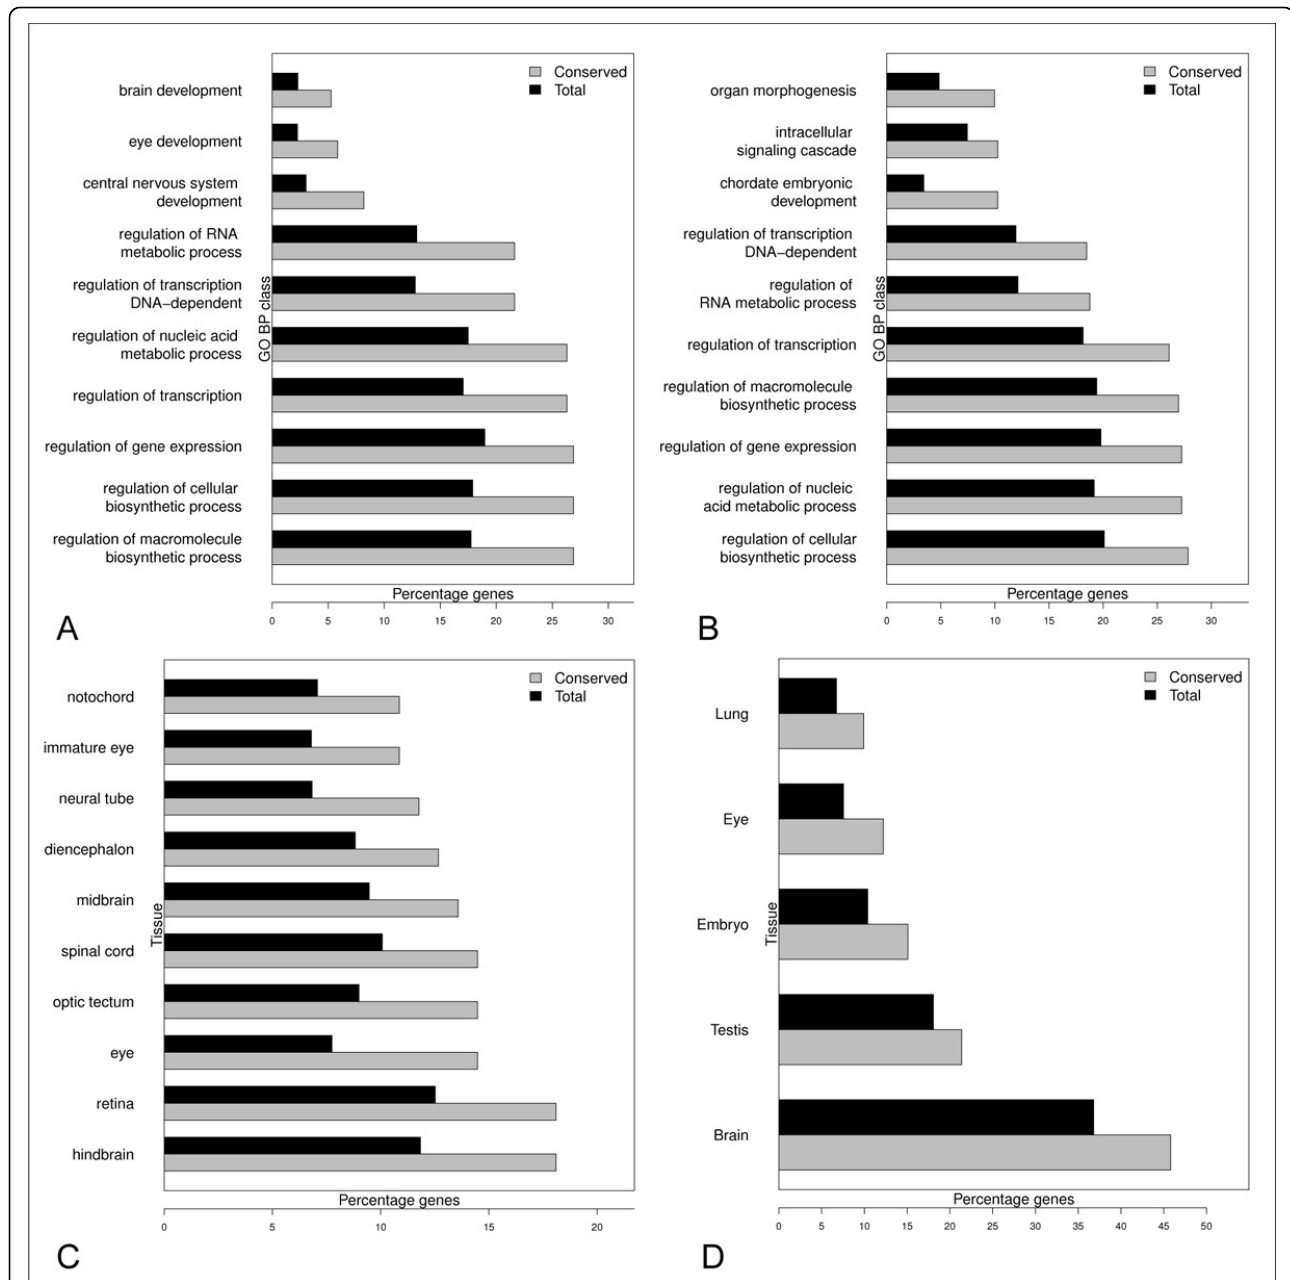 Conserved
Total
brain development
eye development
central nervous system
development
regulation of RNA
metabolic process
regulation of transcription
DNA−dependent
regulation of nucleic acid
metabolic process
regulation of transcription
regulation of gene expression
regulation of cellular
biosynthetic process
regulation of macromolecule
biosynthetic process
GO BP class
Percentage genes
0 5 10 15 20 25 30
A
Conserved
Total
organ morphogenesis
intracellular
signaling cascade
chordate embryonic
development
regulation of transcription
DNA−dependent
regulation of
RNA metabolic process
regulation of transcription
regulation of macromolecule
biosynthetic process
regulation of gene expression
regulation of nucleic
acid metabolic process
regulation of cellular
biosynthetic process
GO BP class
Percentage genes
0 5 10 15 20 25 30
B
Conserved
Total
notochord
immature eye
neural tube
diencephalon
midbrain
spinal cord
optic tectum
eye
retina
hindbrain
Tissue
Percentage genes
0 5 10 15 20
C
Conserved
Total
Lung
Eye
Embryo
Testis
Brain
Tissue
Percentage genes
0 5 10 15 20 25 30 35 40 45 50
D